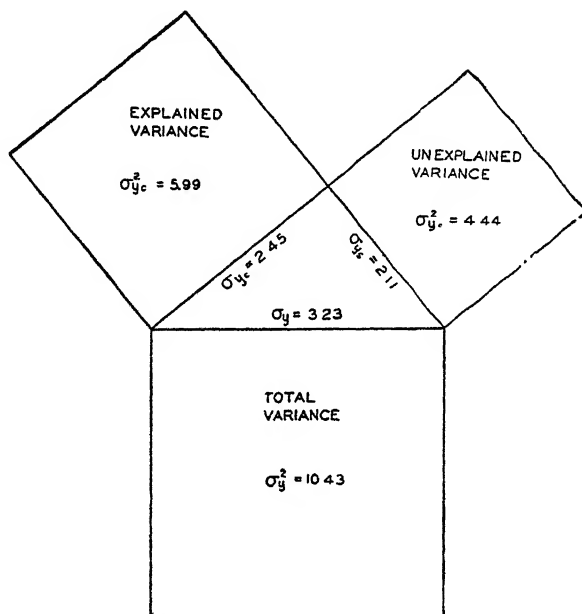 EXPLAINED
VARIANCE
σ²yc = 5.99
UNEXPLAINED
VARIANCE
σ²y. = 4 44
σyc = 2 45
σys = 2 11
σy = 3 23
TOTAL
VARIANCE
σ²y = 10 43